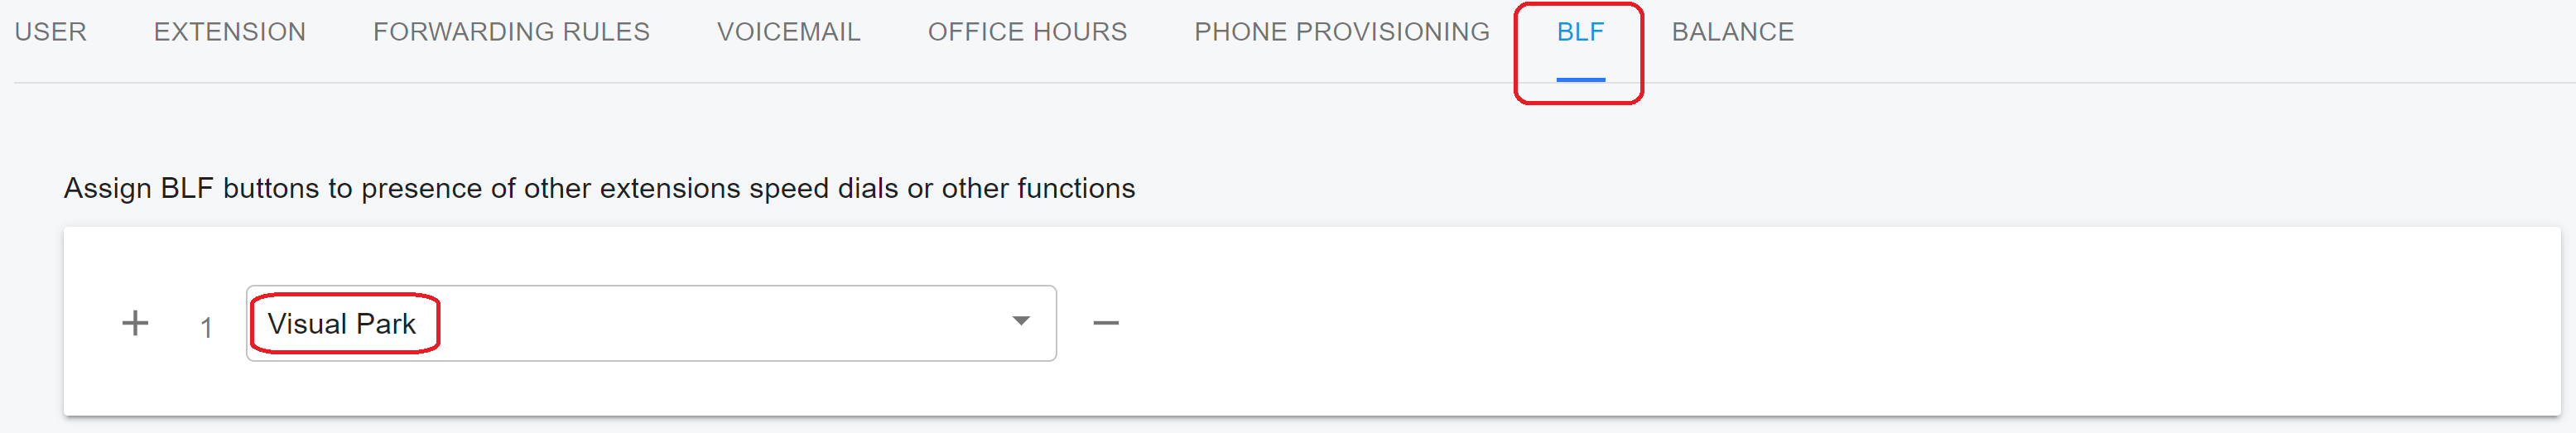 USER EXTENSION FORWARDING RULES VOICEMAIL OFFICE HOURS PHONE PROVISIONING BLF BALANCE
Assign BLF buttons to presence of other extensions speed dials or other functions
1 Visual Park